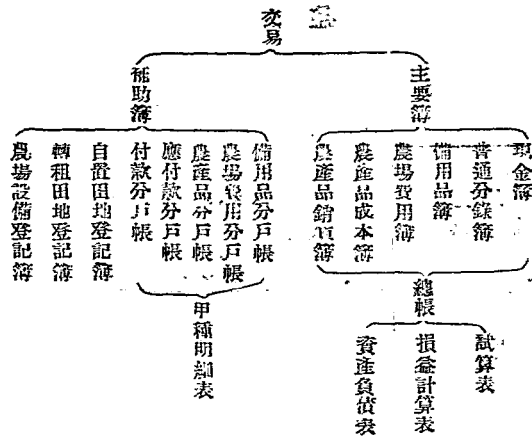 交易
主要簿
現金簿
普通分錄簿
備用品簿
農場費用簿
農產品成本簿
農產品銷項簿
總帳
試算表
損益計算表
資產負債表
補助簿
備用品分戶帳
農場費用分戶帳
農產品分戶帳
應付款分戶帳
付款分戶帳
自置田地登記簿
轉租田地登記簿
農場設備登記簿
甲種明細表